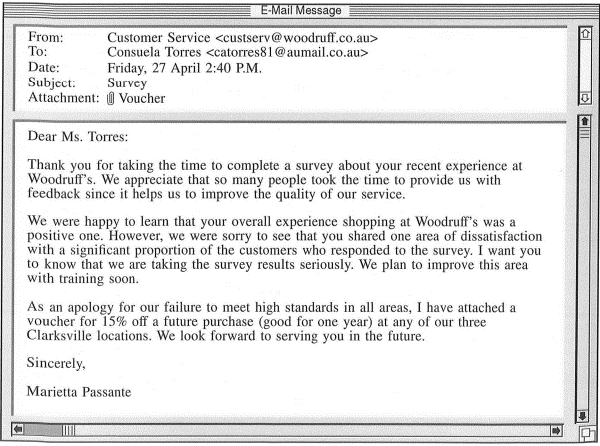 E-Mail Message
From: Customer Service <custserv@woodruff.co.au>
To: Consuela Torres <catorres81@aumail.co.au>
Date: Friday, 27 April 2:40 P.M.
Subject: Survey
Attachment: Voucher
Dear Ms. Torres:
Thank you for taking the time to complete a survey about your recent experience at
Woodruff's. We appreciate that so many people took the time to provide us with
feedback since it helps us to improve the quality of our service.
We were happy to learn that your overall experience shopping at Woodruff's was a
positive one. However, we were sorry to see that you shared one area of dissatisfaction
with a significant proportion of the customers who responded to the survey. I want you
to know that we are taking the survey results seriously. We plan to improve this area
with training soon.
As an apology for our failure to meet high standards in all areas, I have attached a
voucher for 15% off a future purchase (good for one year) at any of our three
Clarksville locations. We look forward to serving you in the future.
Sincerely,
Marietta Passante